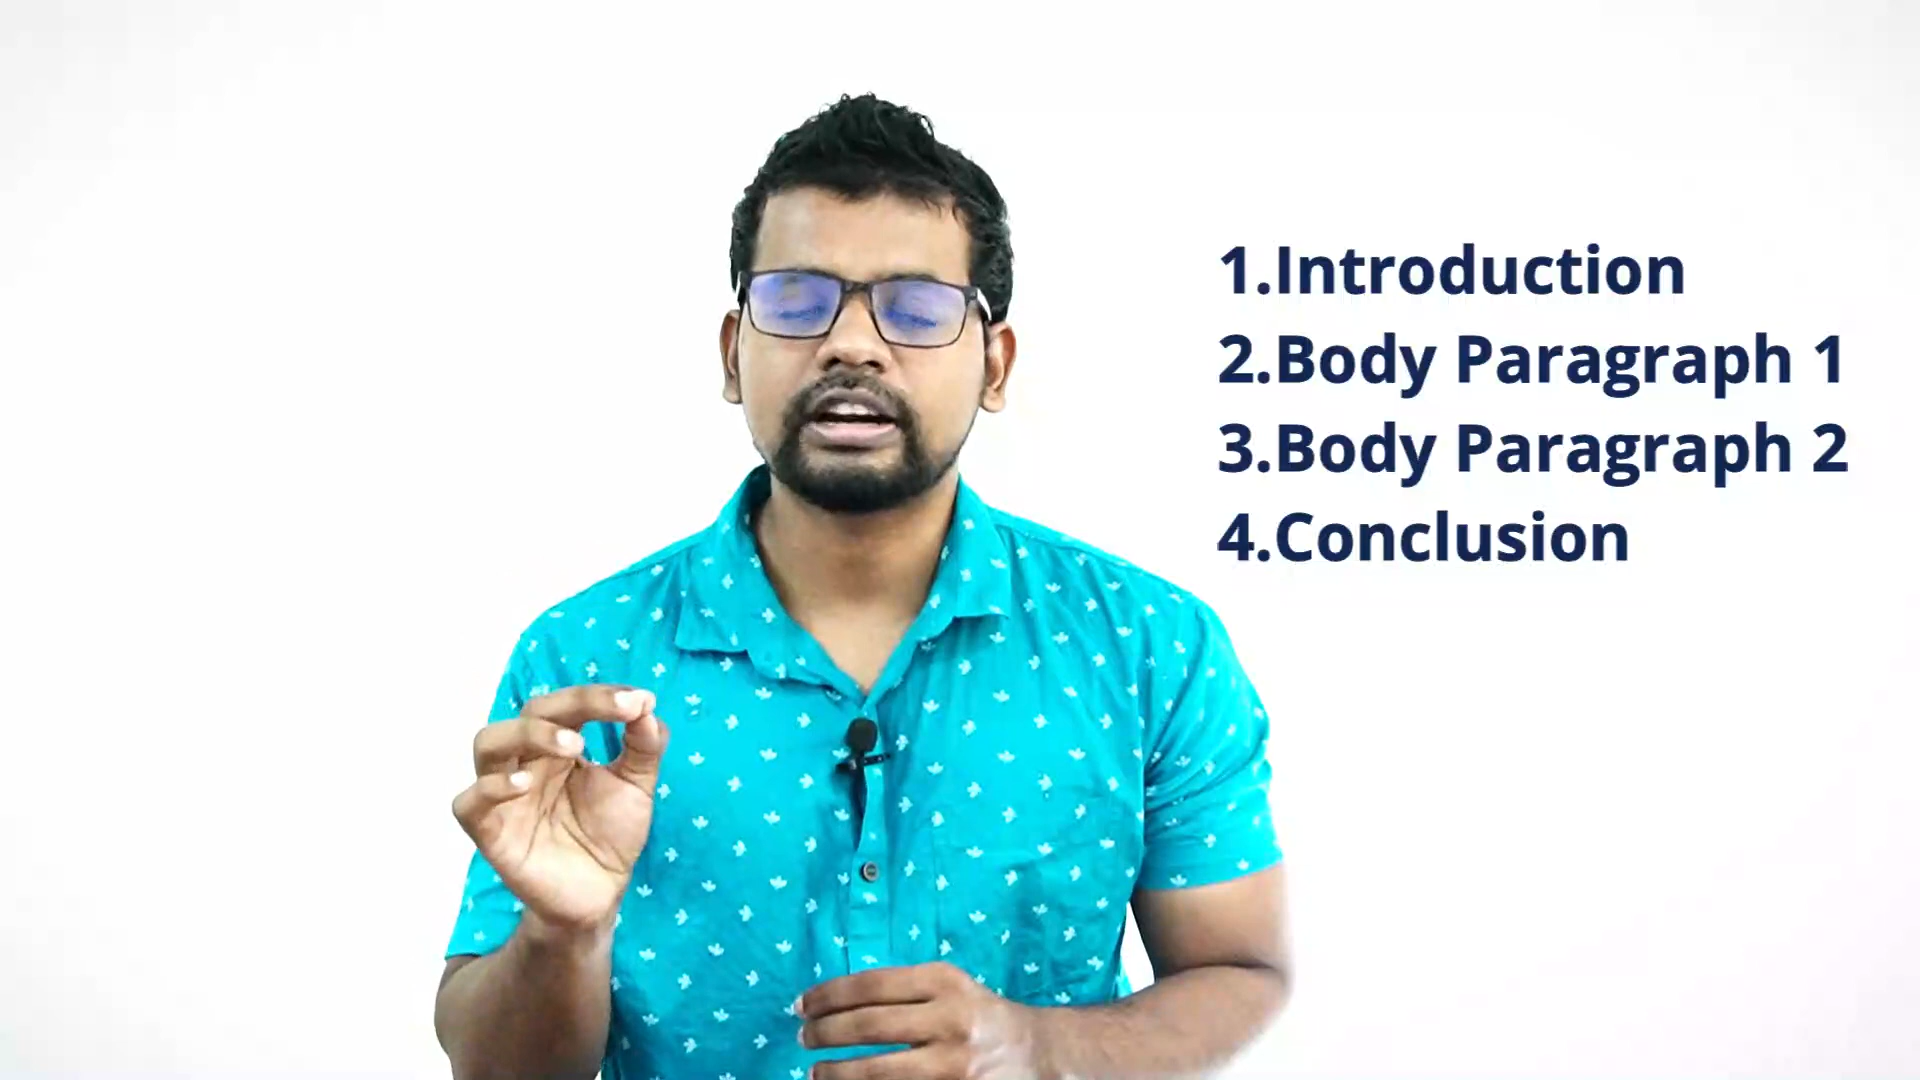 1.Introduction
2.Body Paragraph 1
3.Body Paragraph 2
4.Conclusion